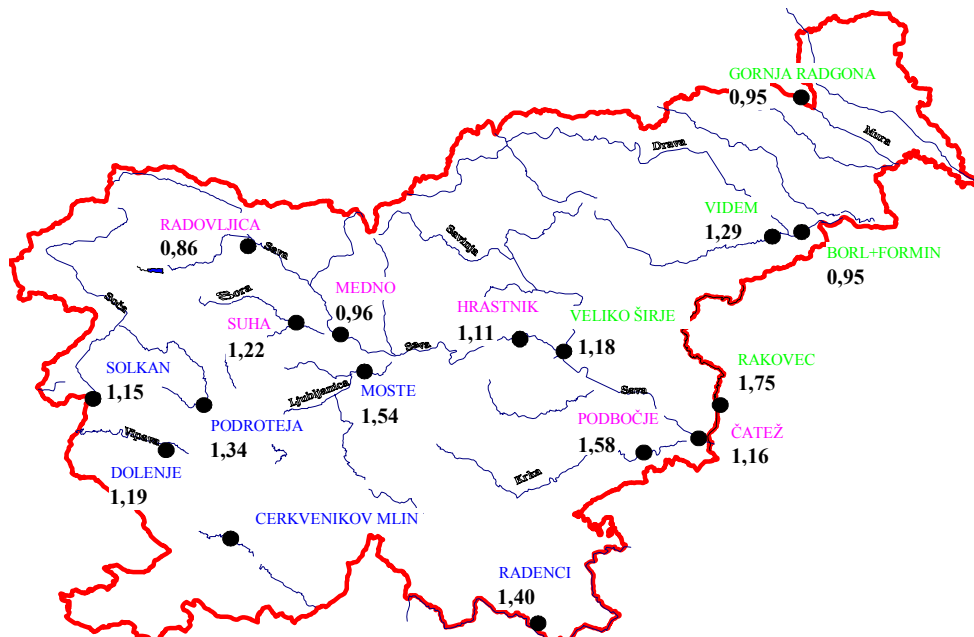 GORNJA RADGONA
0,95
Mura
Drava
VIDEM
1,29
BORL+FORMIN
0,95
RADOVLJICA
0,86
Sava
Savinja
Soča
Sora
MEDNO
0,96
SUHA
1,22
HRASTNIK
1,11
VELIKO ŠIRJE
1,18
Sava
SOLKAN
1,15
MOSTE
1,54
Ljubljanica
RAKOVEC
1,75
Sava
PODROTEJA
1,34
PODBOČJE
1,58
ČATEŽ
1,16
Vipava
DOLENJE
1,19
Krka
CERKVENIKOV MLIN
RADENCI
1,40